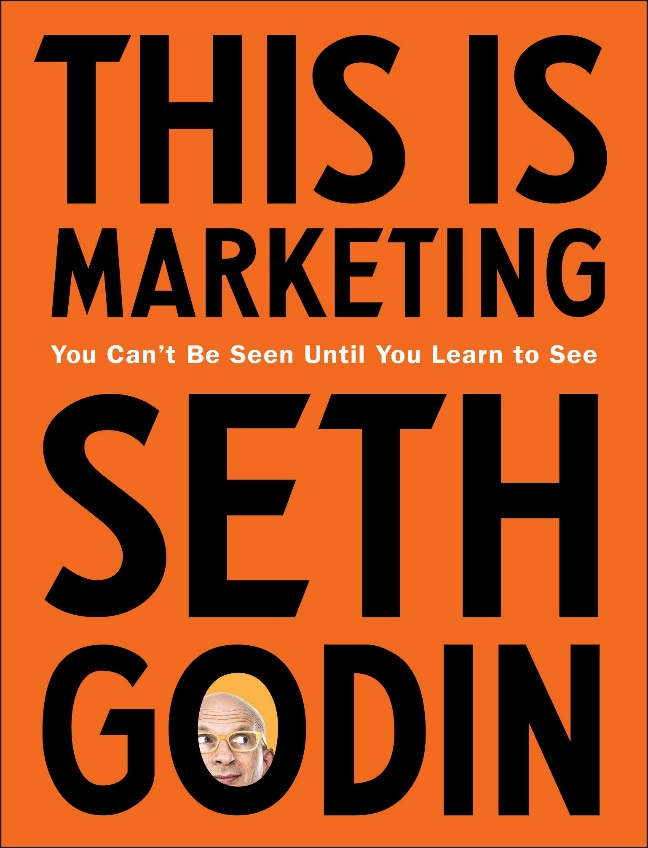 THIS IS
MARKETING
You Can't Be Seen Until You Learn to See
SETH
GODIN